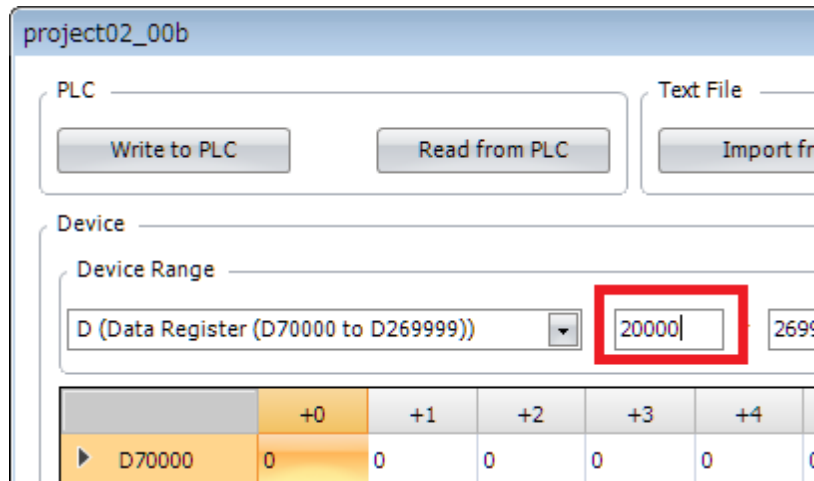 project02_00b
PLC
Text File
Write to PLC
Read from PLC
Import
Device
Device Range
D (Data Register (D70000 to D269999))
20000
+0 +1 +2 +3 +4
D70000 0 0 0 0 0